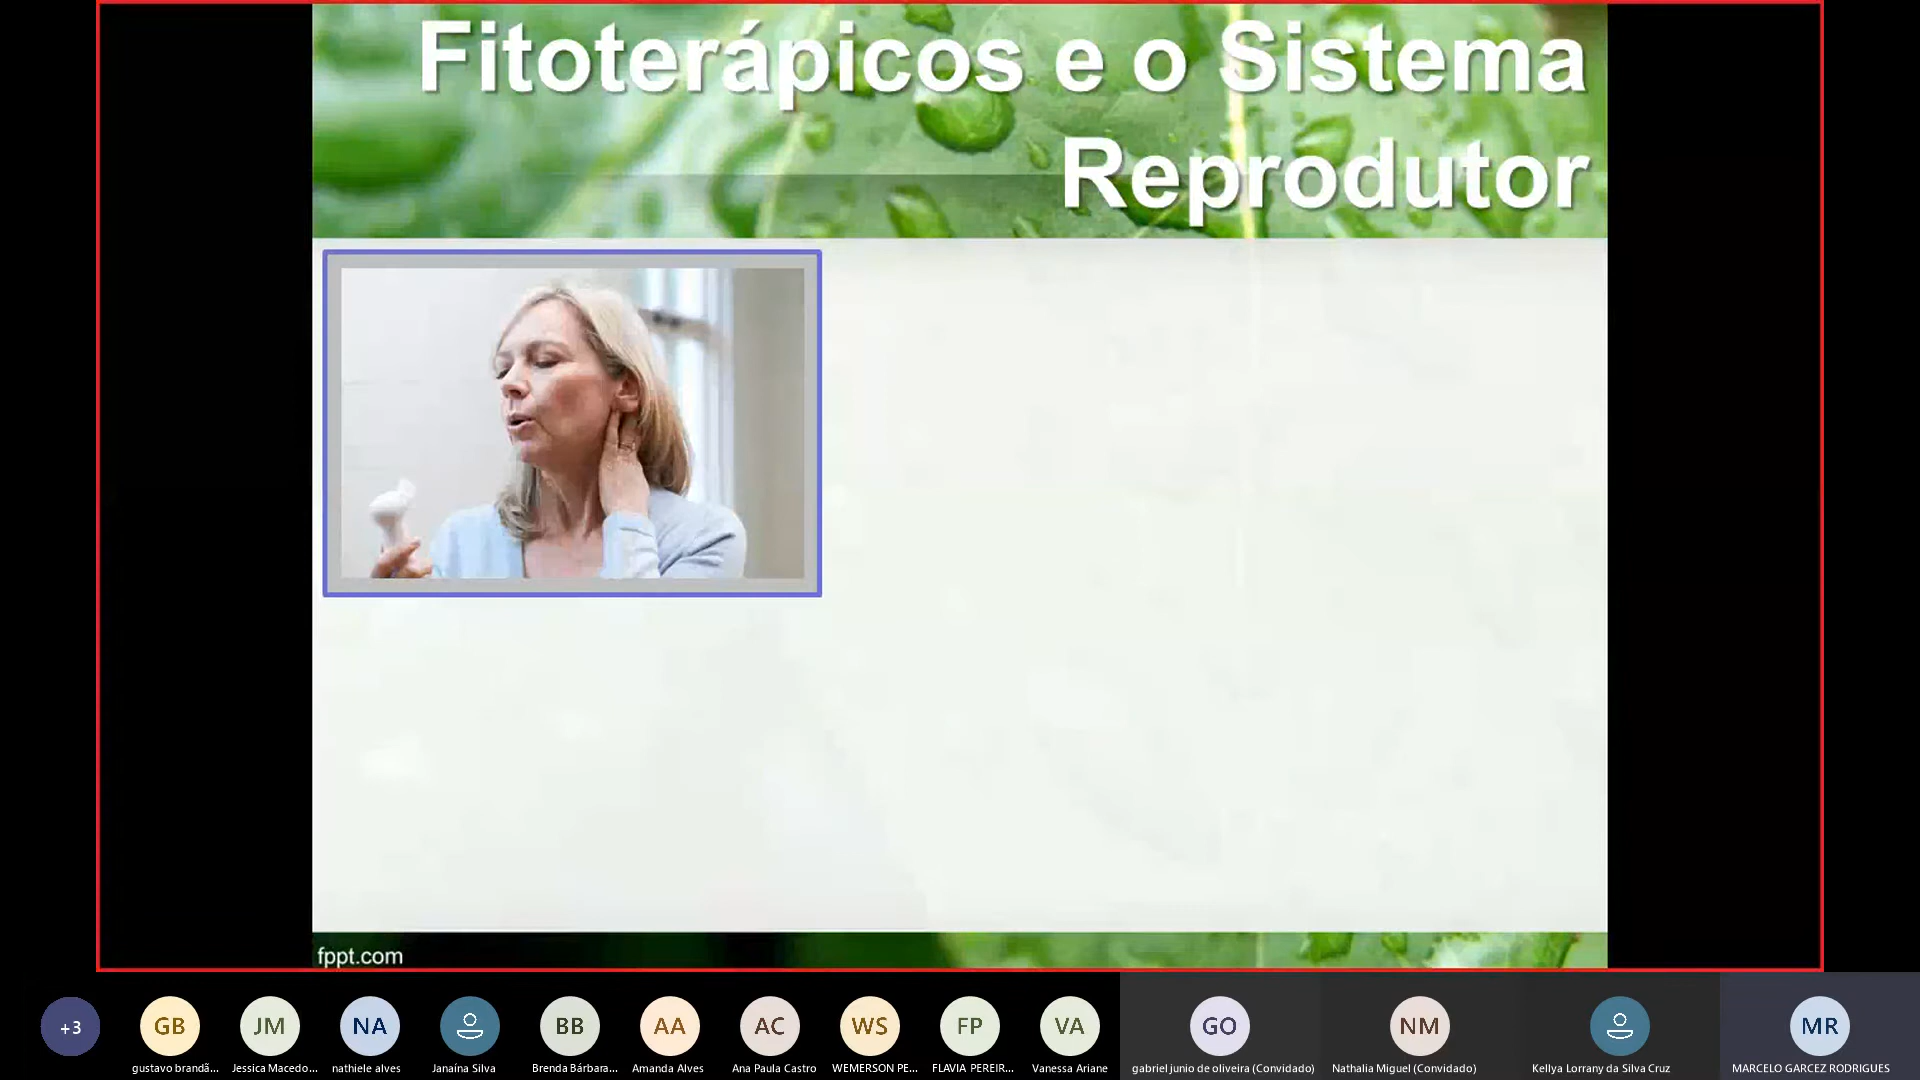 Fitoterápicos e o Sistema
Reprodutor
fppt.com
+3
GB
JM
NA
BB
AA
AC
WS
FP
VA
GO
NM
MR
gustavo brandã...
Jessica Macedo...
nathiele alves
Janaína Silva
Brenda Bárbara...
Amanda Alves
Ana Paula Castro
WEMERSON PE...
FLAVIA PEREIR...
Vanessa Ariane
gabriel junio de oliveira (Convidado)
Nathalia Miguel (Convidado)
Kellya Lorrany da Silva Cruz
MARCELO GARCEZ RODRIGUES